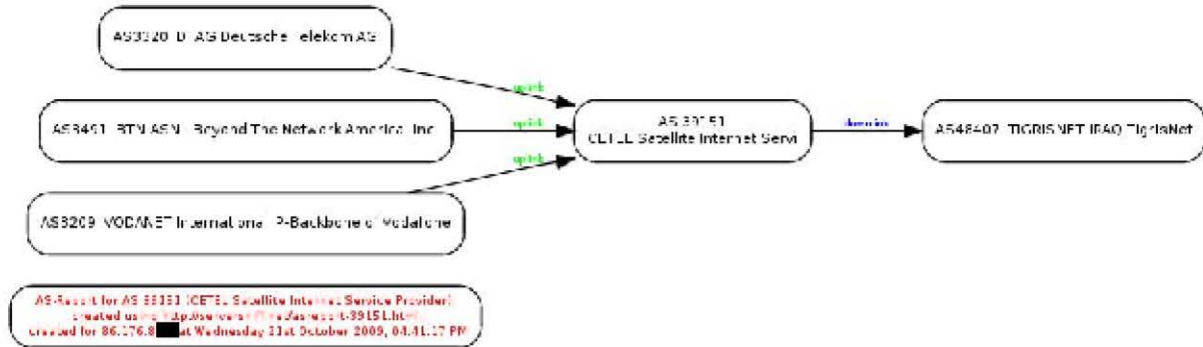 AS3320 DTAG Deutsche Telekom AG
uplink
AS3491 BTN-ASN - Beyond The Network America, Inc
uplink
AS 39151
CETEL Satellite Internet Servi
downlink
AS48407 TIGRISNET-IRAQ TigrisNet
uplink
AS3209 VODANET International IP-Backbone of Vodafone
AS-Report for AS 39151 (CETEL Satellite Internet Service Provider)
created using
created for 86.176.8 at Wednesday 21st October 2009, 04:41:17 PM